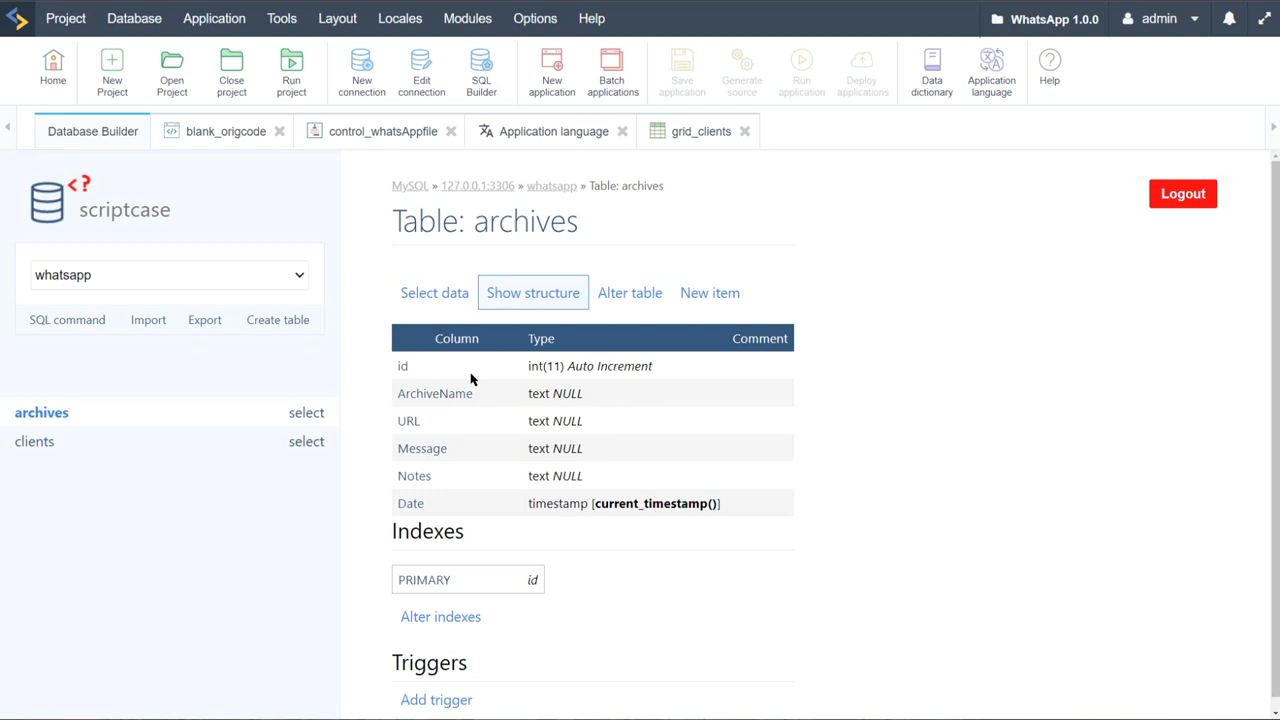 Project Database Application Tools Layout Locales Modules Options Help WhatsApp 1.0.0 admin
Home New Project Open Project Close project Run project New connection Edit connection SQL Builder New application Batch applications Save application Generate source Run application Deploy applications Data dictionary Application language Help
Database Builder blank_origcode control_whatsAppfile Application language grid_clients
<? scriptcase
whatsapp
SQL command Import Export Create table
archives select
clients select
MySQL » 127.0.0.1:3306 » whatsapp » Table: archives
Logout
Table: archives
Select data Show structure Alter table New item
Column Type Comment
id int(11) Auto Increment
ArchiveName text NULL
URL text NULL
Message text NULL
Notes text NULL
Date timestamp [current_timestamp()]
Indexes
PRIMARY id
Alter indexes
Triggers
Add trigger